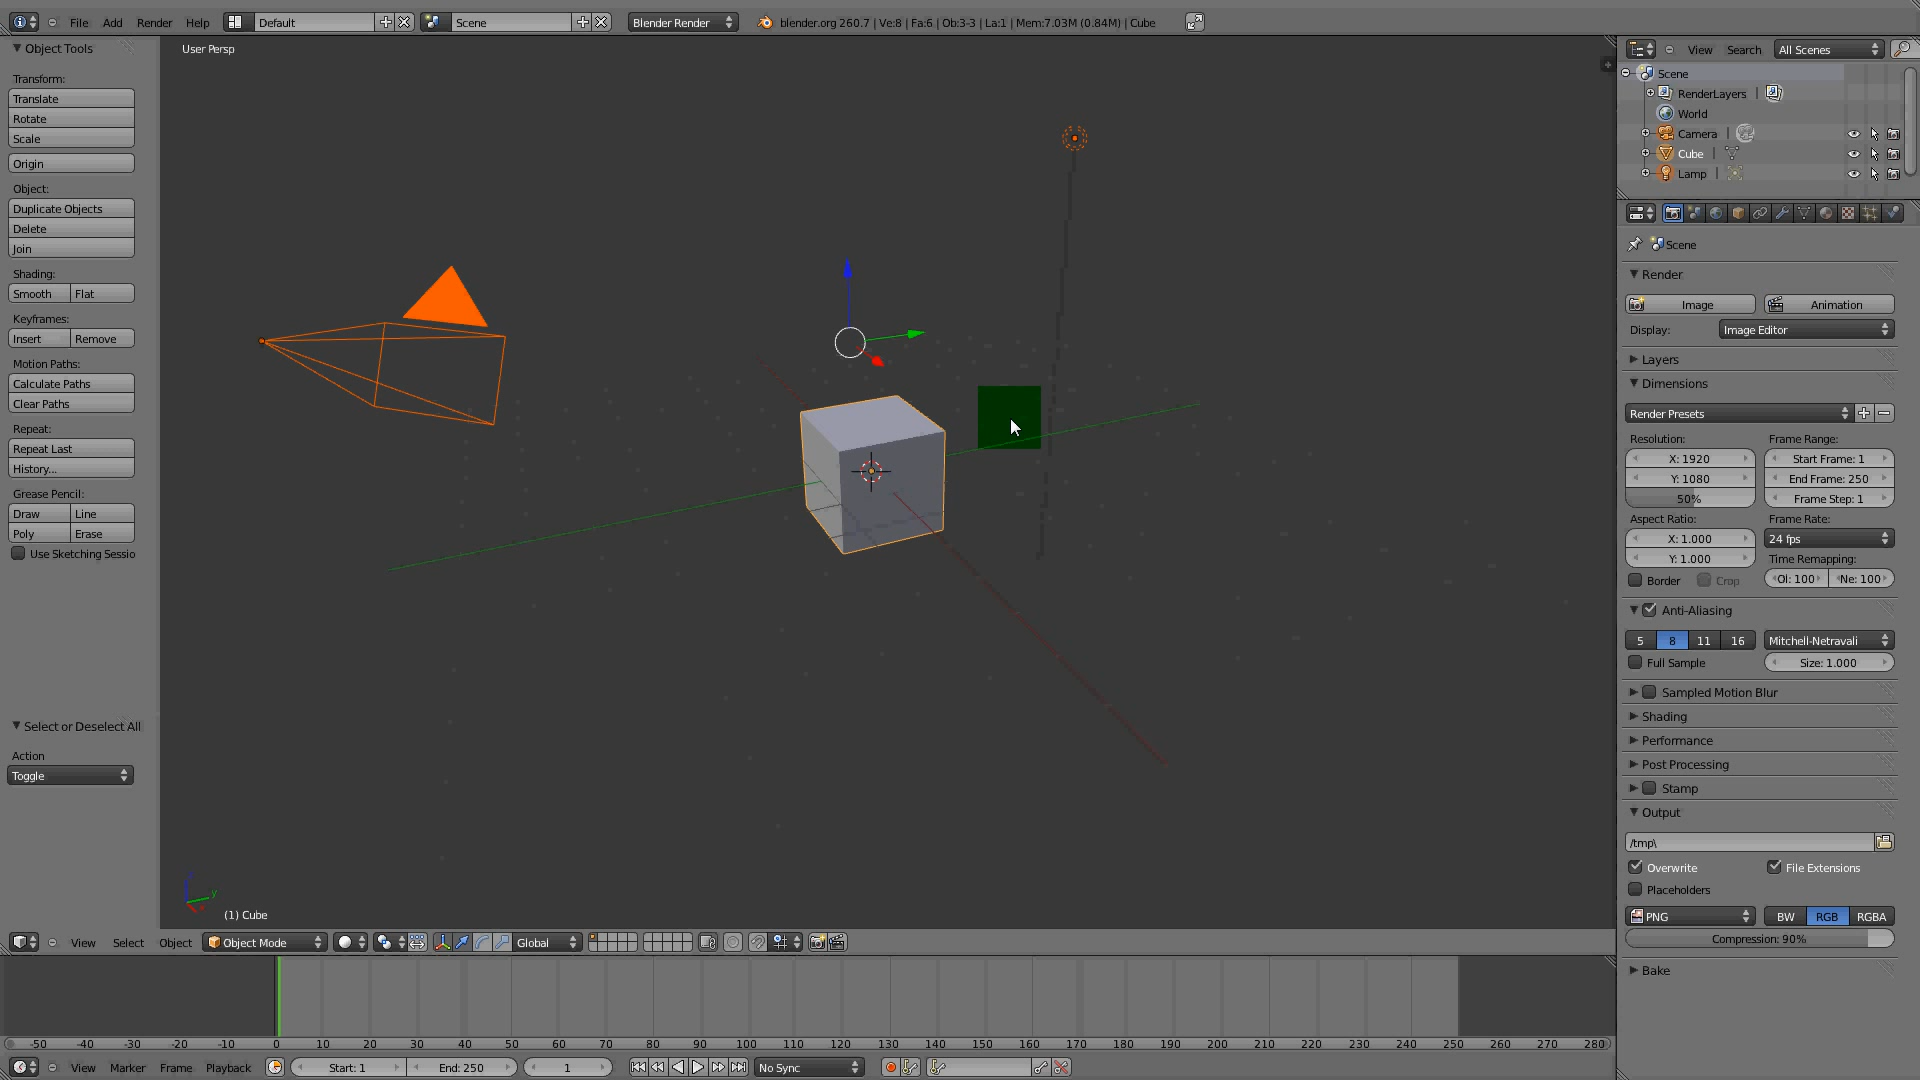 File Add Render Help Default Scene Blender Render blender.org 260.7 | Ve:8 | Fa:6 | Ob:3-3 | La:1 | Mem:7.03M (0.84M) | Cube
Object Tools
Transform:
Translate
Rotate
Scale
Origin
Object:
Duplicate Objects
Delete
Join
Shading:
Smooth Flat
Keyframes:
Insert Remove
Motion Paths:
Calculate Paths
Clear Paths
Repeat:
Repeat Last
History...
Grease Pencil:
Draw Line
Poly Erase
Use Sketching Sessio
Select or Deselect All
Action
Toggle
User Persp
y
(1) Cube
View Select Object Object Mode Global
View Search All Scenes
Scene
RenderLayers |
World
Camera |
Cube |
Lamp |
Scene
Render
Image Animation
Display: Image Editor
Layers
Dimensions
Render Presets
Resolution: Frame Range:
X: 1920 Start Frame: 1
Y: 1080 End Frame: 250
50% Frame Step: 1
Aspect Ratio: Frame Rate:
X: 1.000 24 fps
Y: 1.000 Time Remapping:
Border Crop Ol: 100 Ne: 100
Anti-Aliasing
5 8 11 16 Mitchell-Netravali
Full Sample Size: 1.000
Sampled Motion Blur
Shading
Performance
Post Processing
Stamp
Output
/tmp\
Overwrite File Extensions
Placeholders
PNG BW RGB RGBA
Compression: 90%
Bake
-50 -40 -30 -20 -10 0 10 20 30 40 50 60 70 80 90 100 110 120 130 140 150 160 170 180 190 200 210 220 230 240 250 260 270 280
View Marker Frame Playback Start: 1 End: 250 1 No Sync